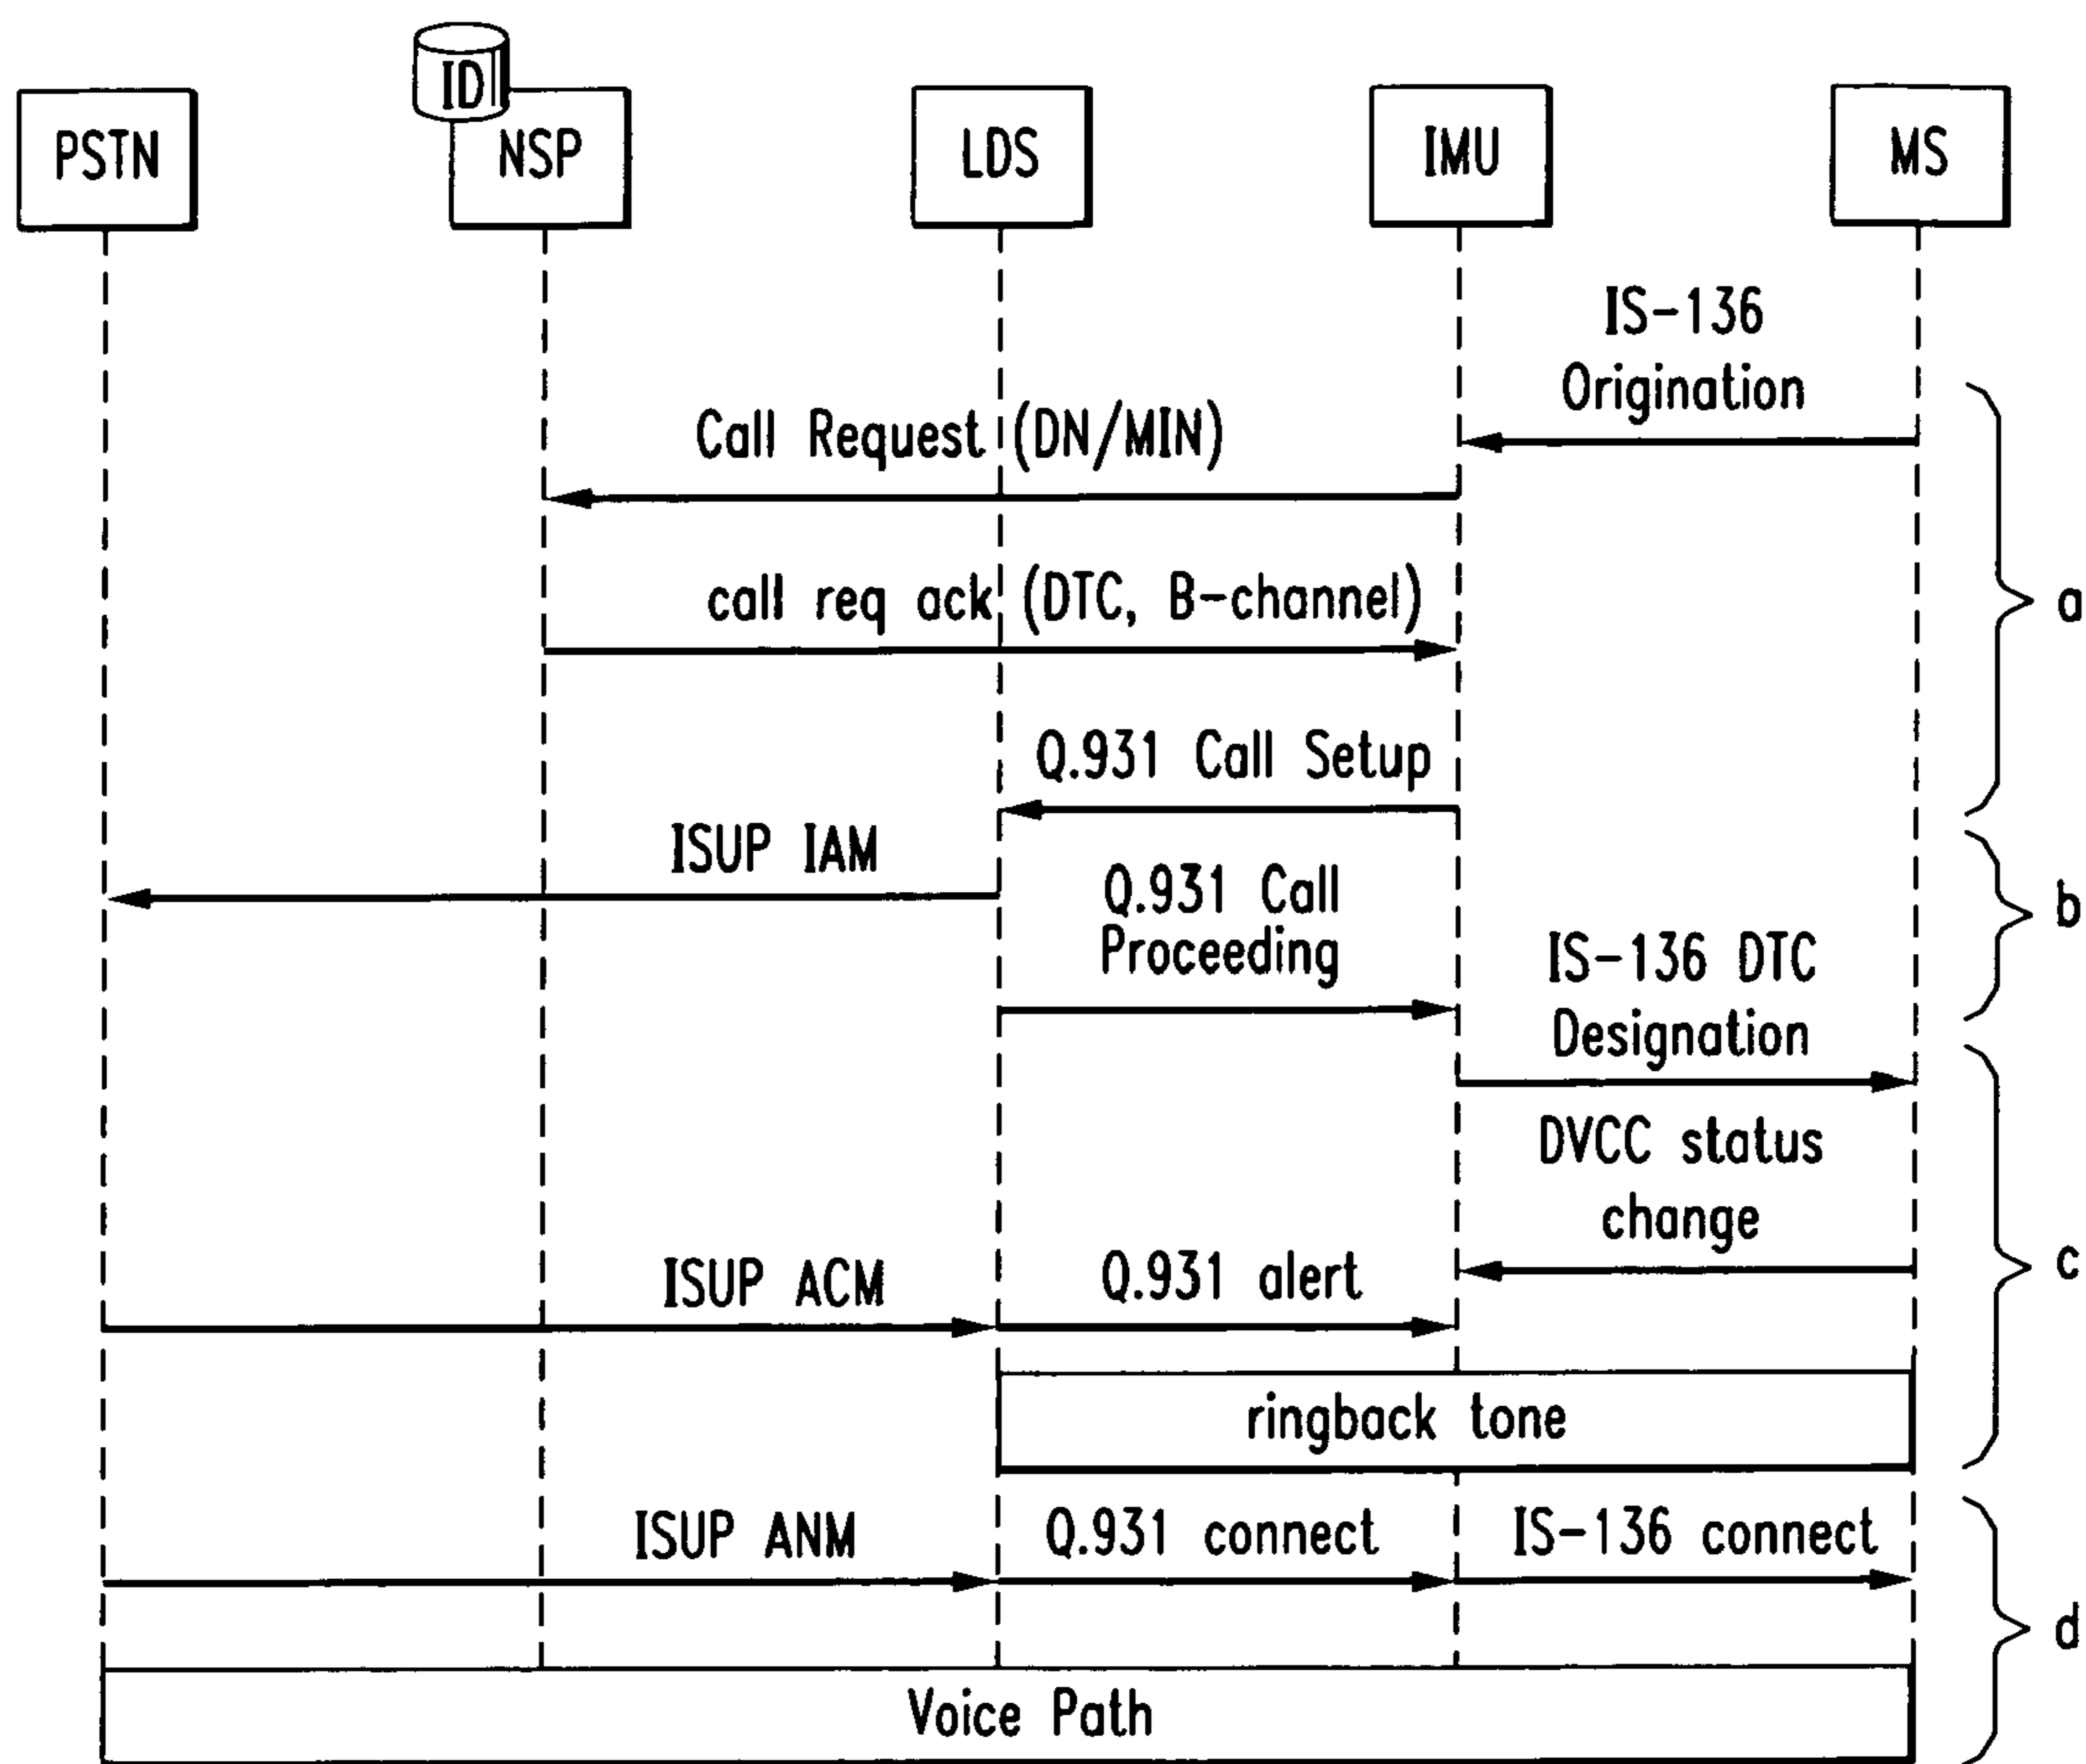 ID
PSTN
NSP
LDS
IMU
MS
IS-136
Origination
Call Request (DN/MIN)
call req ack (DTC, B-channel)
a
Q.931 Call Setup
ISUP IAM
Q.931 Call
Proceeding
b
IS-136 DTC
Designation
DVCC status
change
c
ISUP ACM
Q.931 alert
ringback tone
ISUP ANM
Q.931 connect
IS-136 connect
d
Voice Path